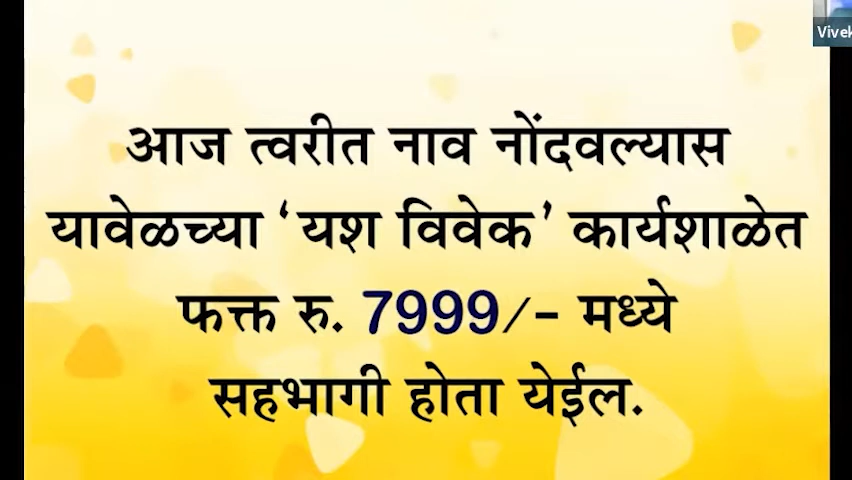 आज त्वरीत नाव नोंदवल्यास
यावेळच्या ‘यश विवेक’ कार्यशाळेत
फक्त रु. 7999/- मध्ये
सहभागी होता येईल.
Vivek